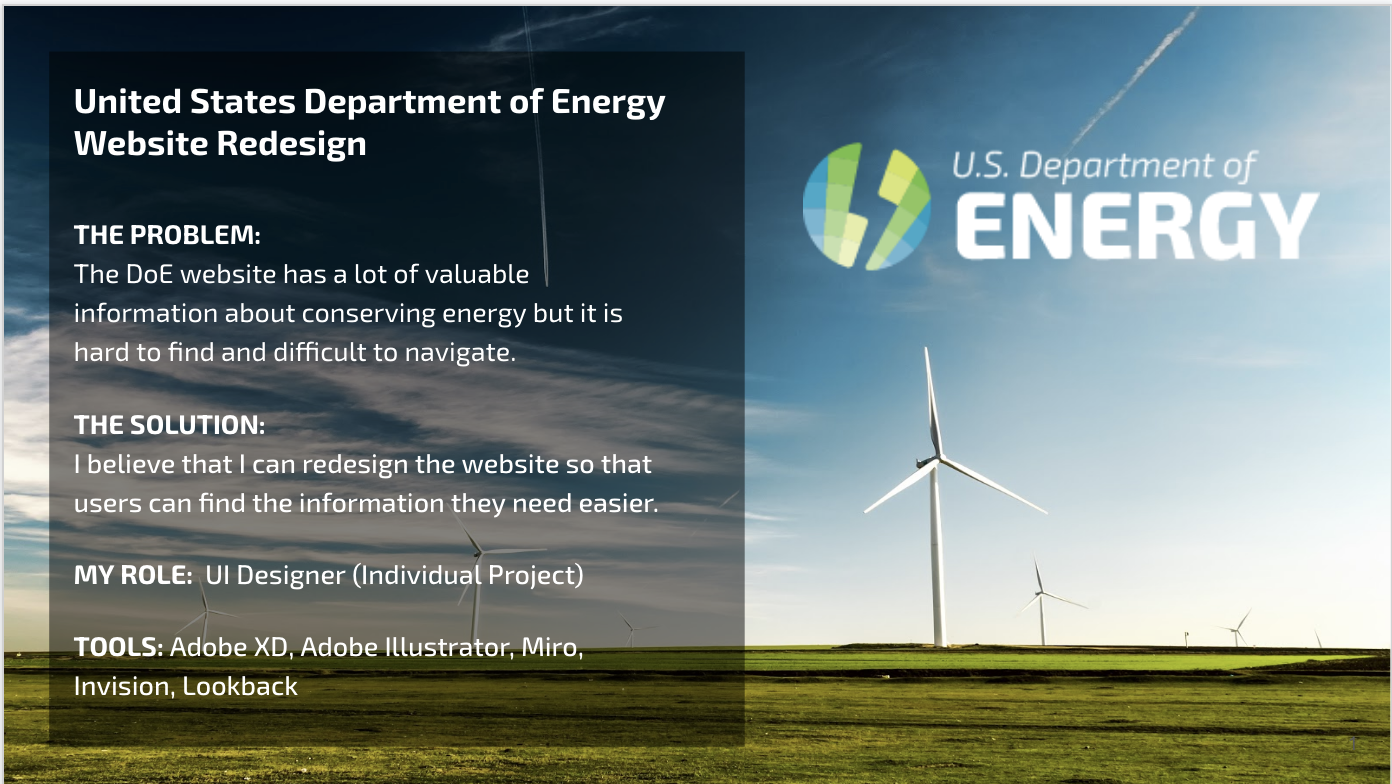 United States Department of Energy
Website Redesign
THE PROBLEM:
The DoE website has a lot of valuable
information about conserving energy but it is
hard to find and difficult to navigate.
THE SOLUTION:
I believe that I can redesign the website so that
users can find the information they need easier.
MY ROLE: UI Designer (Individual Project)
TOOLS: Adobe XD, Adobe Illustrator, Miro,
Invision, Lookback
U.S. Department of
ENERGY